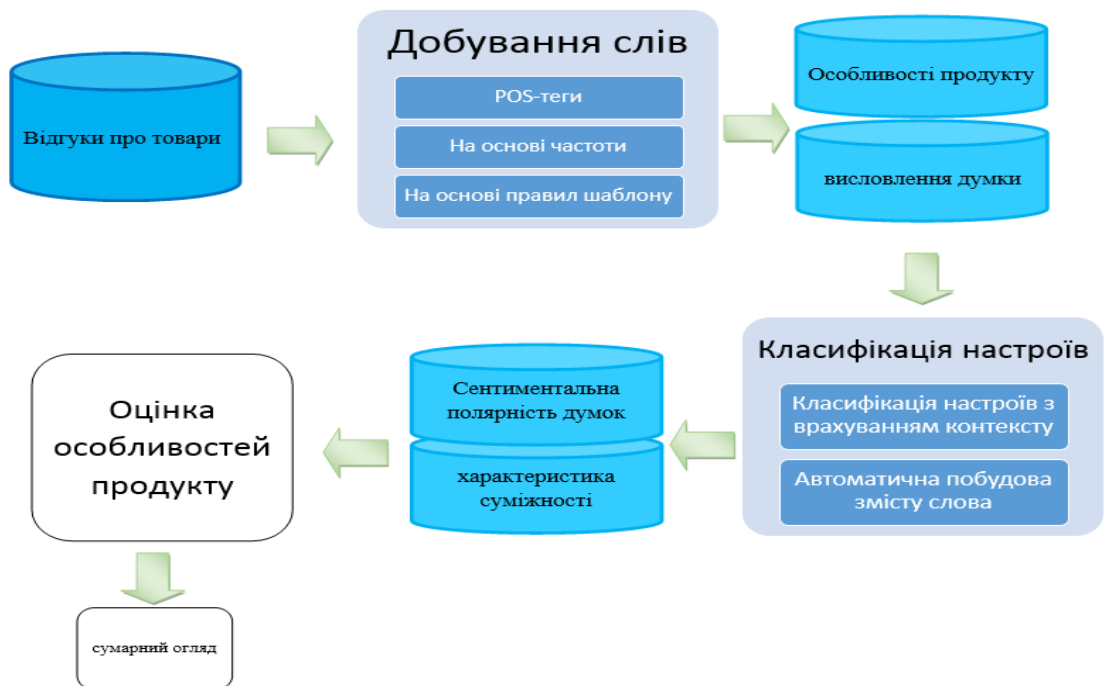 Відгуки про товари
Добування слів
POS-теги
На основі частоти
На основі правил шаблону
Особливості продукту
висловлення думки
Класифікація настроїв
Класифікація настроїв з
врахуванням контексту
Автоматична побудова
змісту слова
Сентиментальна
полярність думок
характеристика
суміжності
Оцінка
особливостей
продукту
сумарний огляд